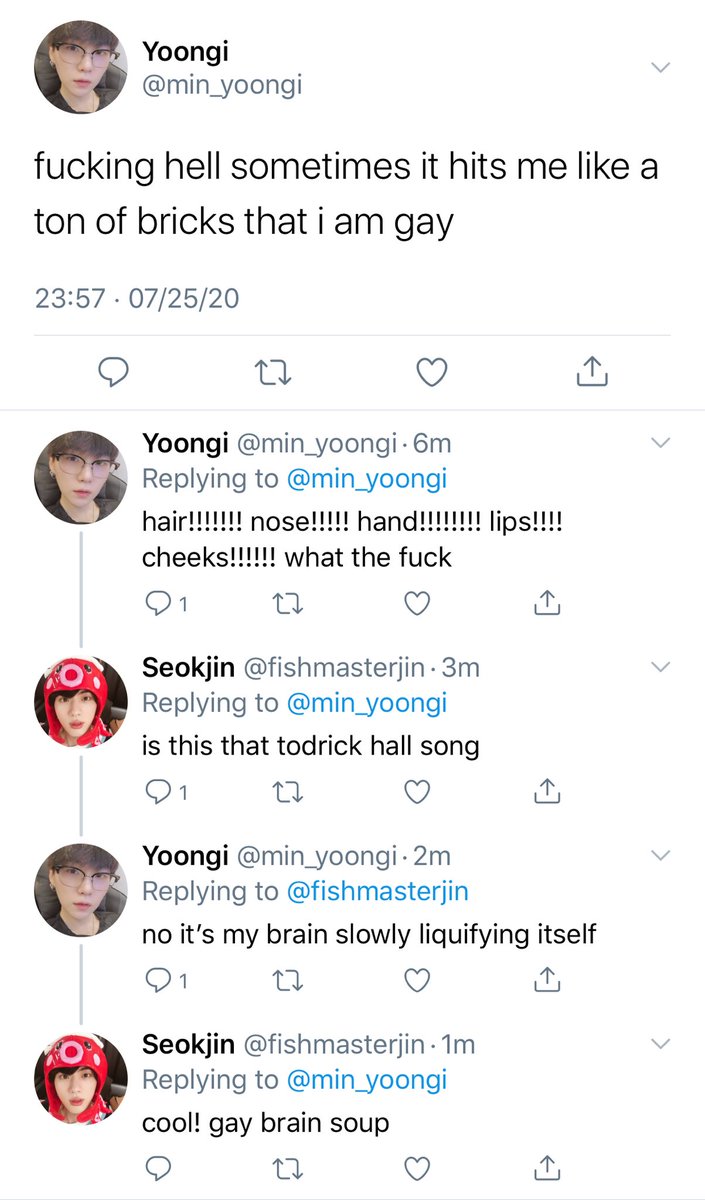 Yoongi
@min_yoongi
fucking hell sometimes it hits me like a
ton of bricks that i am gay
23:57 · 07/25/20
Yoongi @min_yoongi · 6m
Replying to @min_yoongi
hair!!!!!!! nose!!!!! hand!!!!!!!! lips!!!!
cheeks!!!!!! what the fuck
1
Seokjin @fishmasterjin · 3m
Replying to @min_yoongi
is this that todrick hall song
1
Yoongi @min_yoongi · 2m
Replying to @fishmasterjin
no it’s my brain slowly liquifying itself
1
Seokjin @fishmasterjin · 1m
Replying to @min_yoongi
cool! gay brain soup